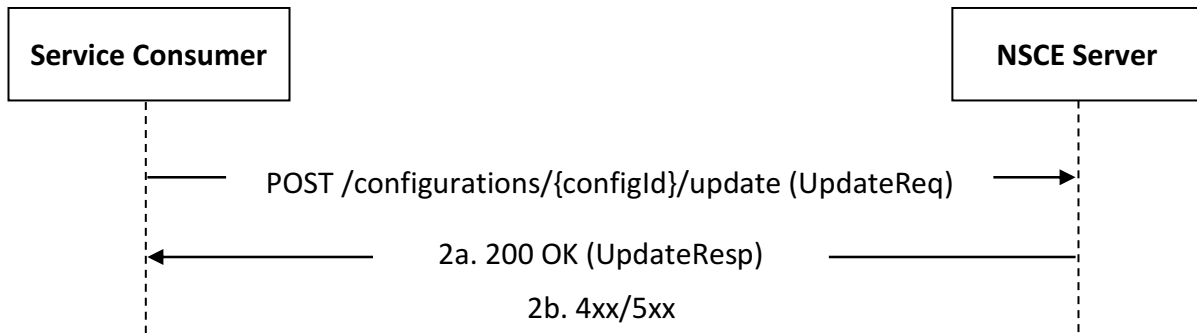 Service Consumer
NSCE Server
POST /configurations/{configId}/update (UpdateReq)
2a. 200 OK (UpdateResp)
2b. 4xx/5xx